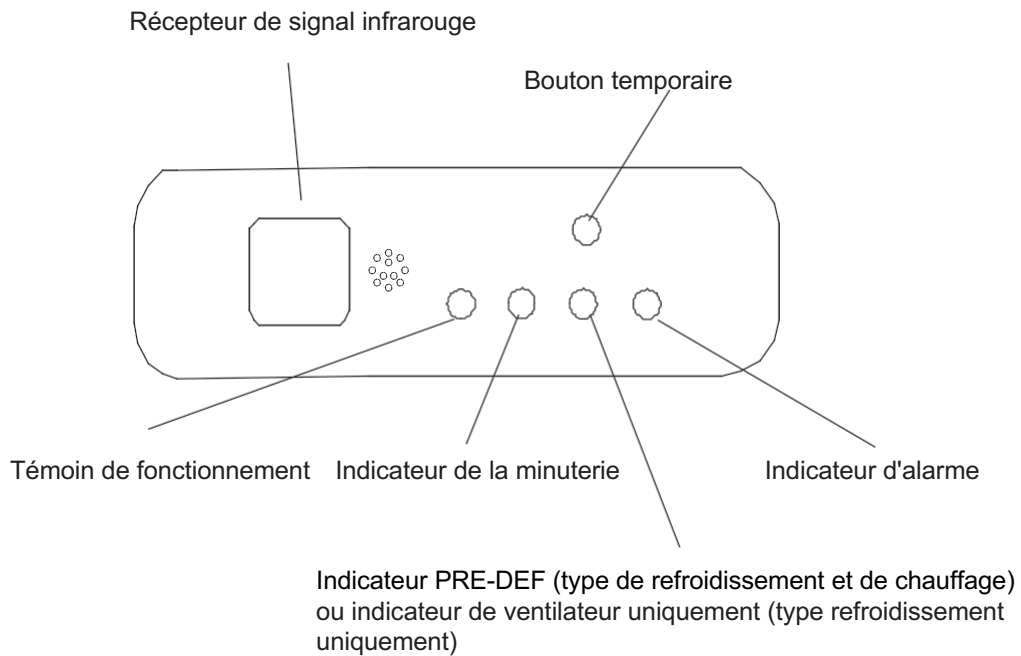 Récepteur de signal infrarouge
Bouton temporaire
Témoin de fonctionnement
Indicateur de la minuterie
Indicateur d'alarme
Indicateur PRE-DEF (type de refroidissement et de chauffage)
ou indicateur de ventilateur uniquement (type refroidissement
uniquement)